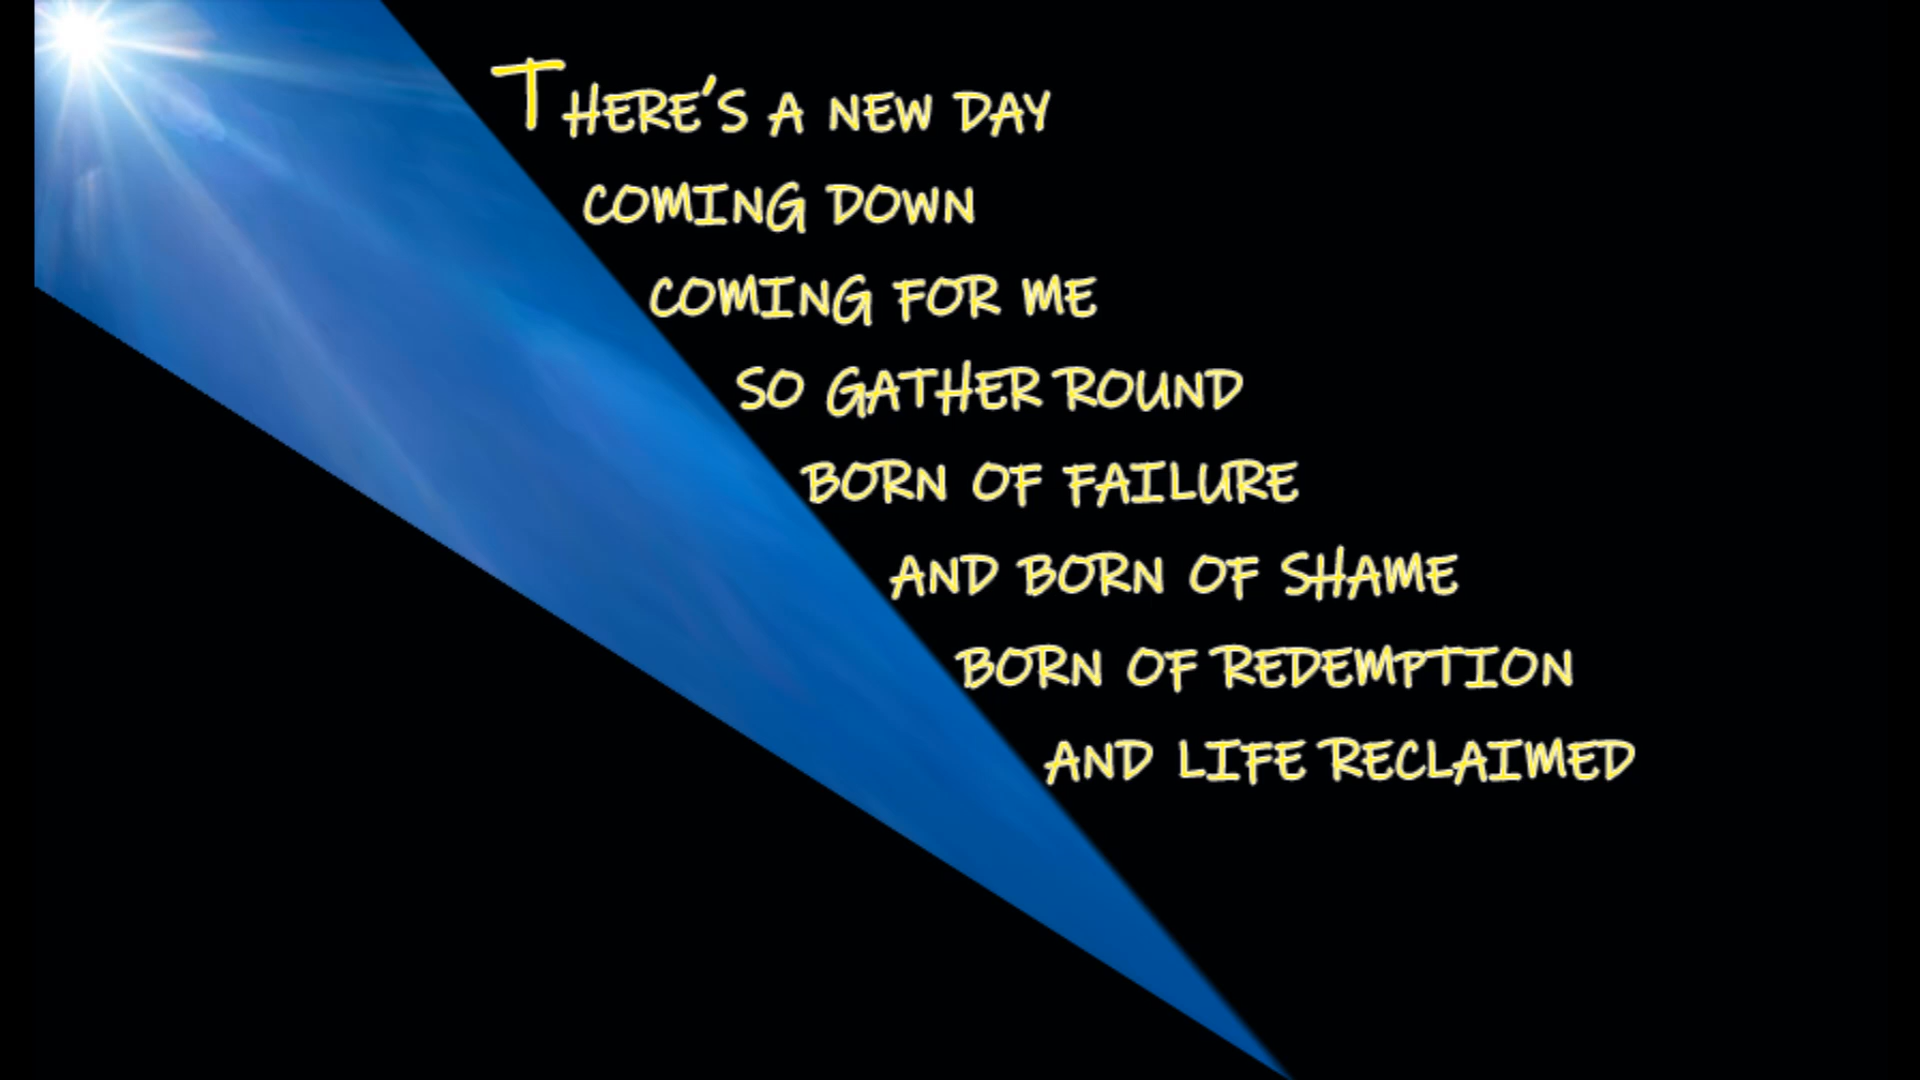 THERE'S A NEW DAY
COMING DOWN
COMING FOR ME
SO GATHER ROUND
BORN OF FAILURE
AND BORN OF SHAME
BORN OF REDEMPTION
AND LIFE RECLAIMED